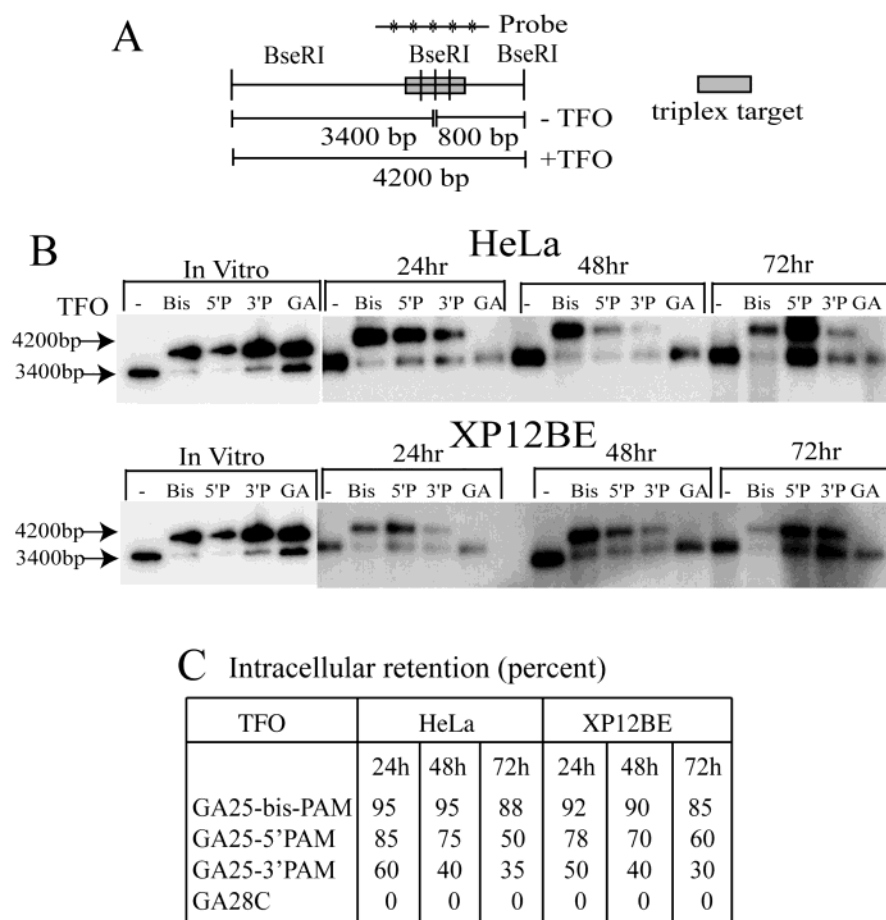 A
Probe
BseRI BseRI BseRI
- TFO
3400 bp 800 bp
+TFO
4200 bp
triplex target
B
HeLa
In Vitro 24hr 48hr 72hr
TFO - Bis 5'P 3'P GA - Bis 5'P 3'P GA - Bis 5'P 3'P GA - Bis 5'P 3'P GA
4200bp
3400bp
XP12BE
In Vitro 24hr 48hr 72hr
- Bis 5'P 3'P GA - Bis 5'P 3'P GA - Bis 5'P 3'P GA - Bis 5'P 3'P GA
4200bp
3400bp
C Intracellular retention (percent)
TFO HeLa XP12BE
24h 48h 72h 24h 48h 72h
GA25-bis-PAM 95 95 88 92 90 85
GA25-5’PAM 85 75 50 78 70 60
GA25-3’PAM 60 40 35 50 40 30
GA28C 0 0 0 0 0 0